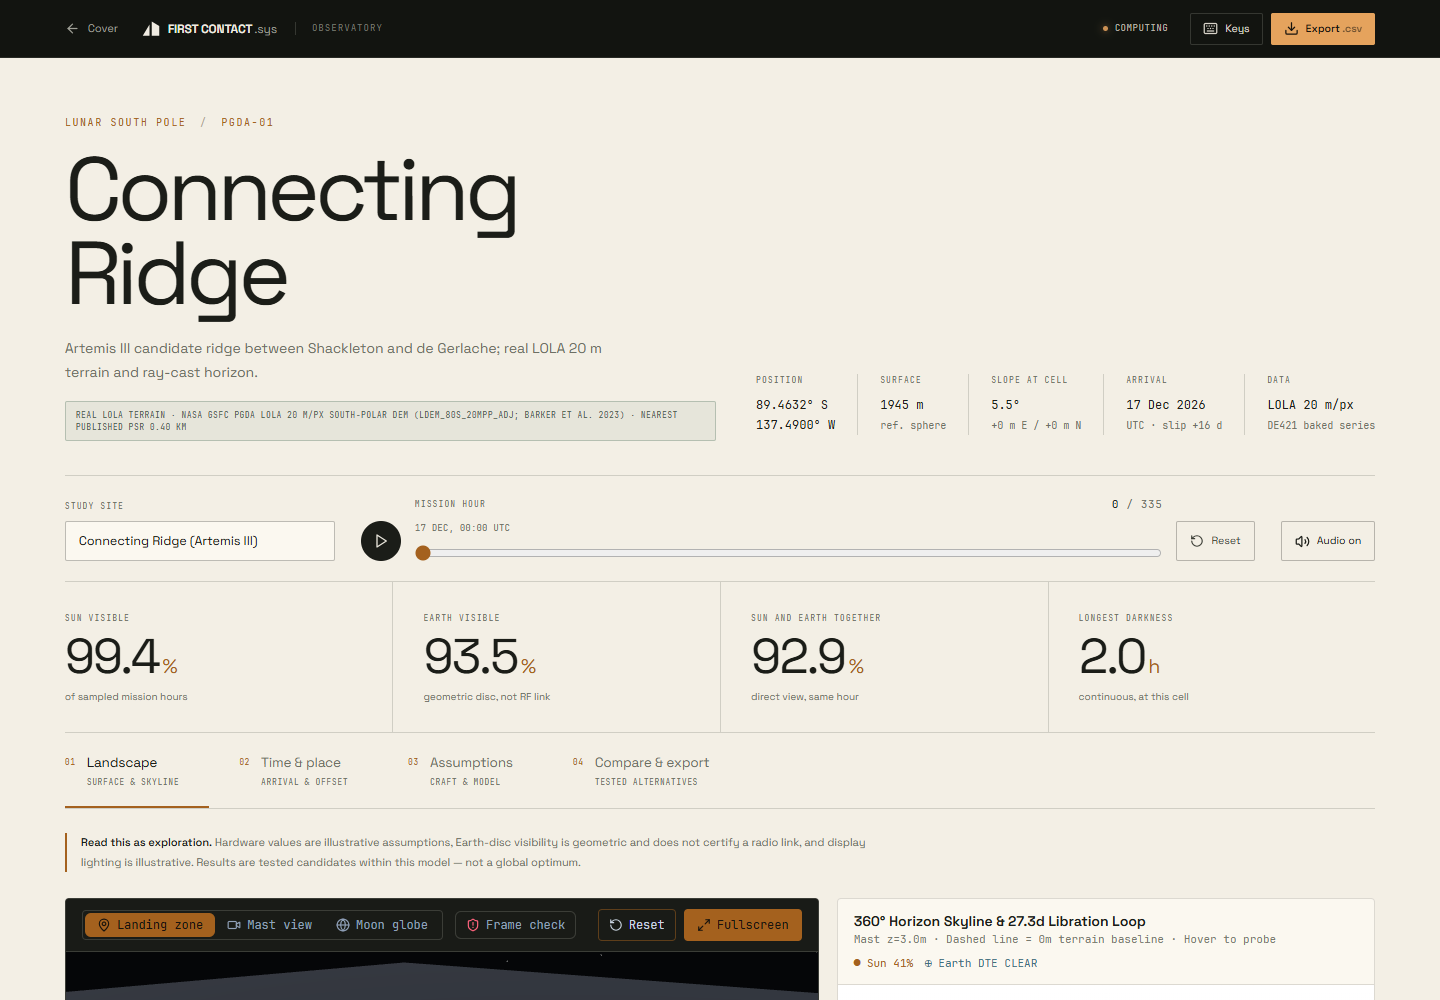 Cover
FIRST CONTACT.sys
OBSERVATORY
COMPUTING
Keys
Export .csv
LUNAR SOUTH POLE / PGDA-01
Connecting
Ridge
Artemis III candidate ridge between Shackleton and de Gerlache; real LOLA 20 m
terrain and ray-cast horizon.
REAL LOLA TERRAIN · NASA GSFC PGDA LOLA 20 M/PX SOUTH-POLAR DEM (LDEM_80S_20MPP_ADJ; BARKER ET AL. 2023) · NEAREST
PUBLISHED PSR 0.40 KM
POSITION
89.4632° S
137.4900° W
SURFACE
1945 m
ref. sphere
SLOPE AT CELL
5.5°
+0 m E / +0 m N
ARRIVAL
17 Dec 2026
UTC · slip +16 d
DATA
LOLA 20 m/px
DE421 baked series
STUDY SITE
Connecting Ridge (Artemis III)
MISSION HOUR
0 / 335
17 DEC, 00:00 UTC
Reset
Audio on
SUN VISIBLE
99.4%
of sampled mission hours
EARTH VISIBLE
93.5%
geometric disc, not RF link
SUN AND EARTH TOGETHER
92.9%
direct view, same hour
LONGEST DARKNESS
2.0h
continuous, at this cell
01 Landscape
SURFACE & SKYLINE
02 Time & place
ARRIVAL & OFFSET
03 Assumptions
CRAFT & MODEL
04 Compare & export
TESTED ALTERNATIVES
Read this as exploration. Hardware values are illustrative assumptions, Earth-disc visibility is geometric and does not certify a radio link, and display
lighting is illustrative. Results are tested candidates within this model — not a global optimum.
Landing zone
Mast view
Moon globe
Frame check
Reset
Fullscreen
360° Horizon Skyline & 27.3d Libration Loop
Mast z=3.0m · Dashed line = 0m terrain baseline · Hover to probe
Sun 41% ⊕ Earth DTE CLEAR